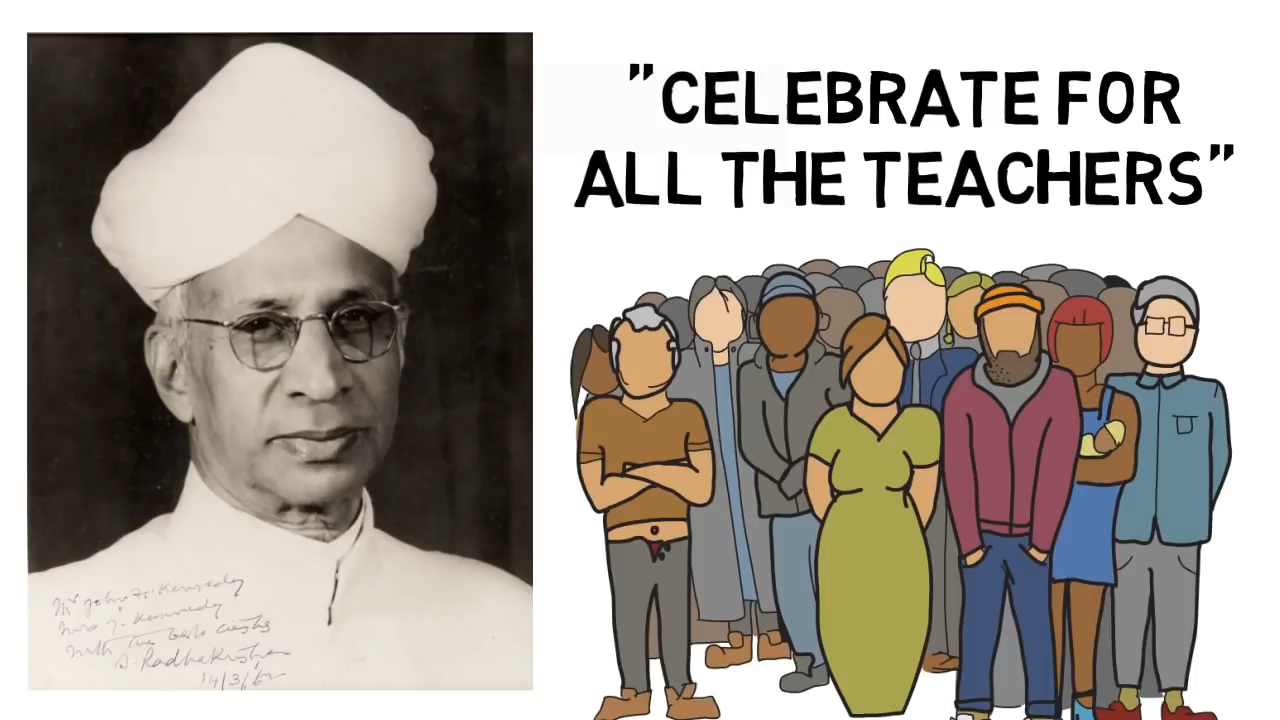 ”CELEBRATE FOR
ALL THE TEACHERS”
Mr John F. Kennedy
Mrs J. Kennedy
with the best wishes
S. Radhakrishnan
14/3/62